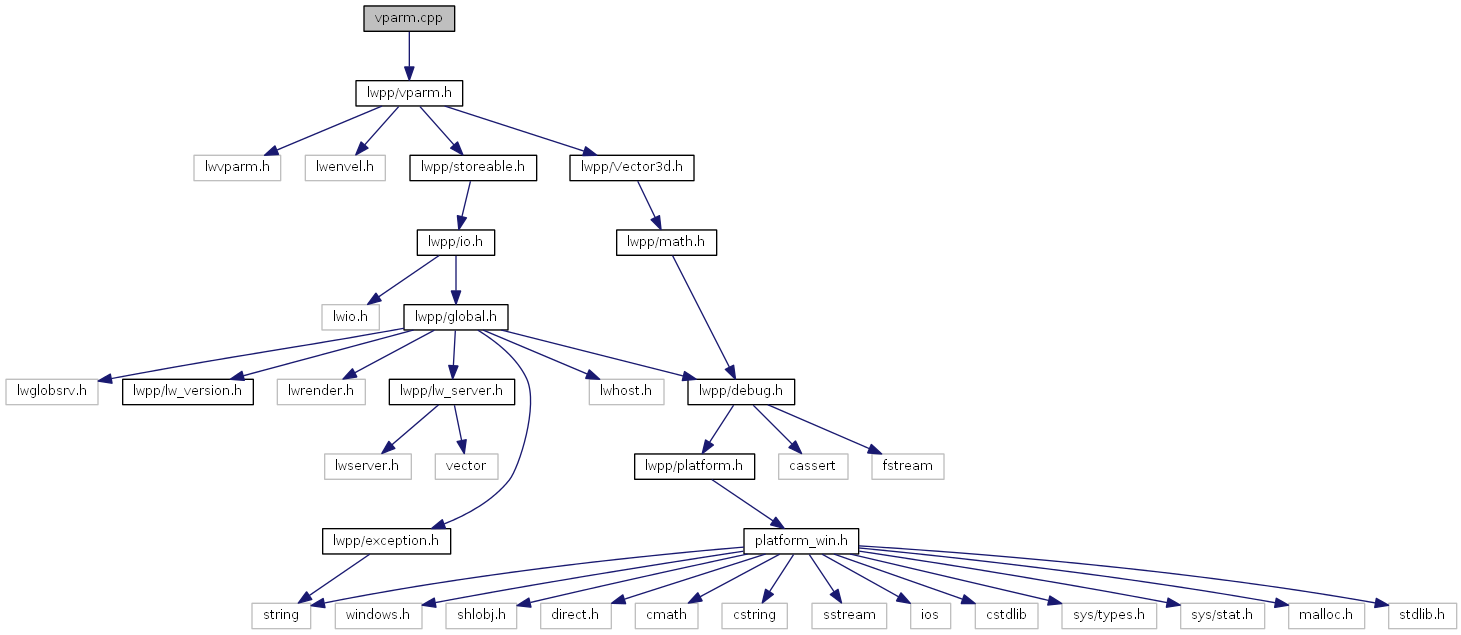 vparm.cpp
lwpp/vparm.h
lwvparm.h
lwenvel.h
lwpp/storeable.h
lwpp/Vector3d.h
lwpp/io.h
lwpp/math.h
lwio.h
lwpp/global.h
lwglobsrv.h
lwpp/lw_version.h
lwrender.h
lwpp/lw_server.h
lwhost.h
lwpp/debug.h
lwserver.h
vector
lwpp/platform.h
cassert
fstream
lwpp/exception.h
platform_win.h
string
windows.h
shlobj.h
direct.h
cmath
cstring
sstream
ios
cstdlib
sys/types.h
sys/stat.h
malloc.h
stdlib.h